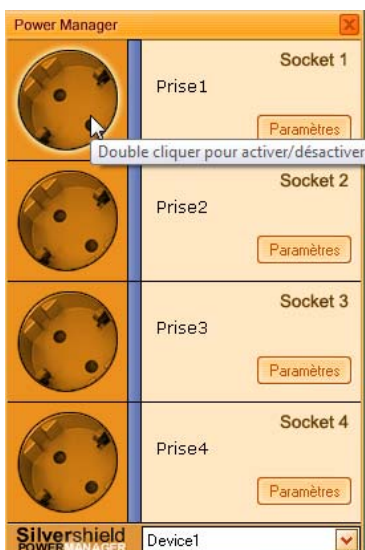 Power Manager
Socket 1
Prise1
Paramètres
Double cliquer pour activer/désactiver
Socket 2
Prise2
Paramètres
Socket 3
Prise3
Paramètres
Socket 4
Prise4
Paramètres
Silvershield
POWER MANAGER
Device1